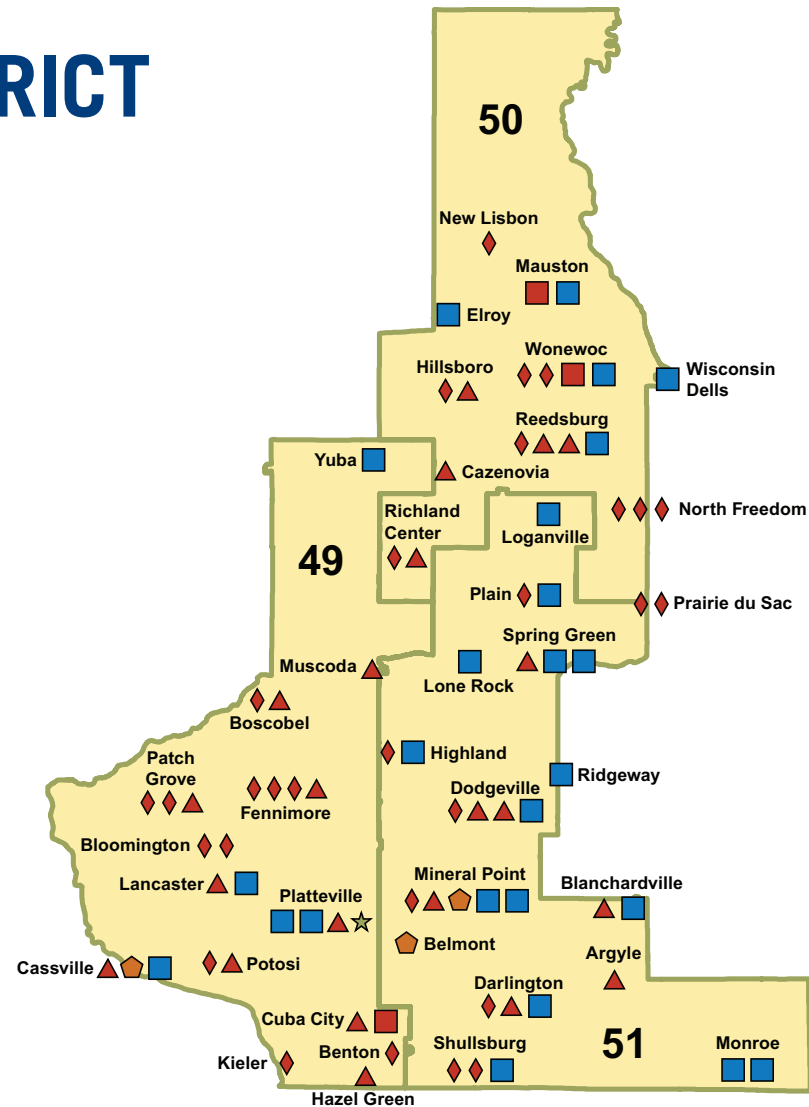 RICT
50
New Lisbon
Mauston
Elroy
Wonewoc
Hillsboro
Wisconsin
Dells
Reedsburg
Yuba
Cazenovia
Richland
Center
North Freedom
Loganville
49
Plain
Prairie du Sac
Spring Green
Muscoda
Lone Rock
Boscobel
Highland
Patch
Grove
Ridgeway
Dodgeville
Fennimore
Bloomington
Mineral Point
Lancaster
Blanchardville
Platteville
Belmont
Argyle
Cassville
Potosi
Darlington
Cuba City
51
Shullsburg
Monroe
Benton
Kieler
Hazel Green